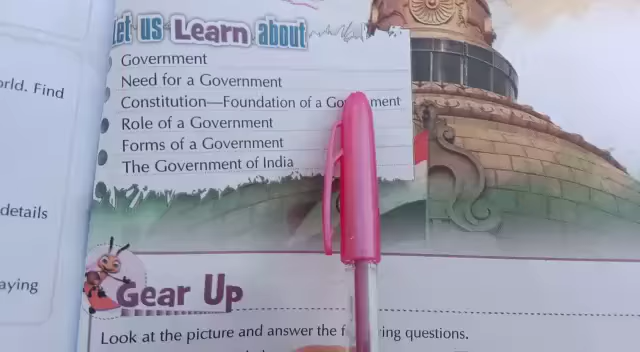 Let us Learn about
Government
Need for a Government
Constitution—Foundation of a
Role of a Government
Forms of a Government
The Government of India
orld. Find
details
aying
Gear Up
Look at the picture and answer the questions.